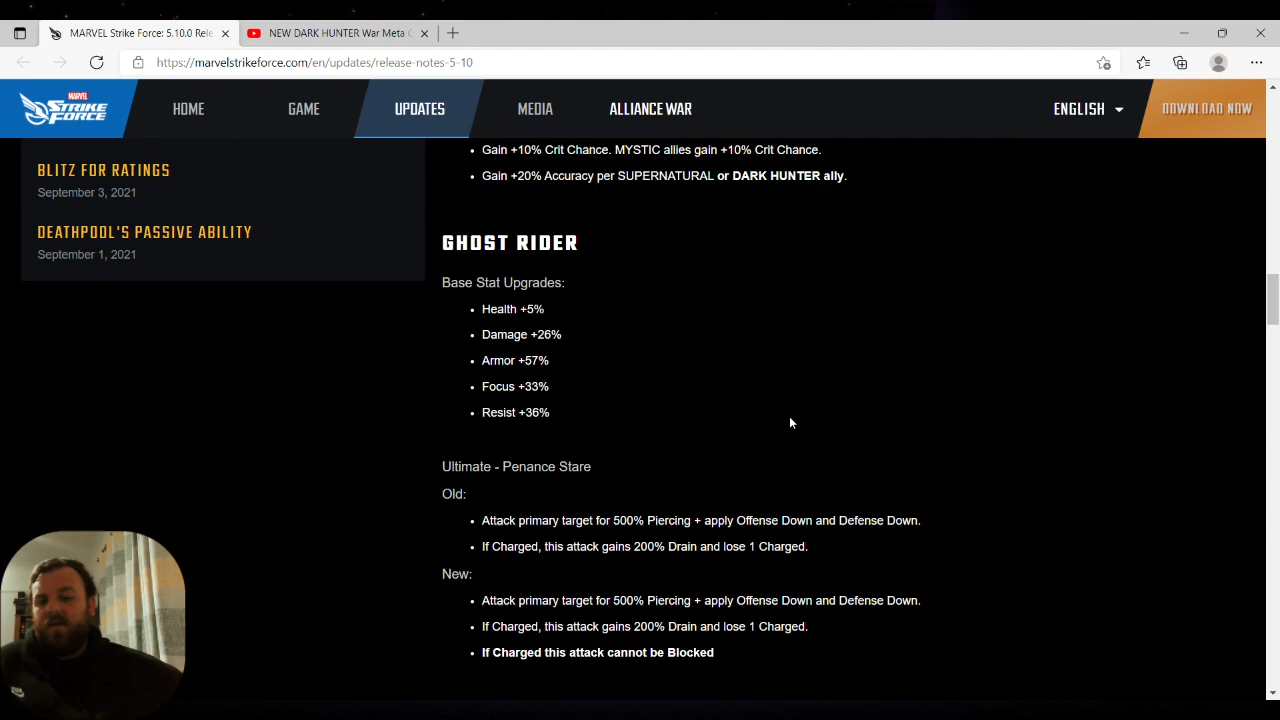 MARVEL Strike Force: 5.10.0 Rele
NEW DARK HUNTER War Meta C
https://marvelstrikeforce.com/en/updates/release-notes-5-10
MARVEL
STRIKE FORCE
HOME
GAME
UPDATES
MEDIA
ALLIANCE WAR
ENGLISH
DOWNLOAD NOW
BLITZ FOR RATINGS
September 3, 2021
DEATHPOOL'S PASSIVE ABILITY
September 1, 2021
• Gain +10% Crit Chance. MYSTIC allies gain +10% Crit Chance.
• Gain +20% Accuracy per SUPERNATURAL or DARK HUNTER ally.
GHOST RIDER
Base Stat Upgrades:
• Health +5%
• Damage +26%
• Armor +57%
• Focus +33%
• Resist +36%
Ultimate - Penance Stare
Old:
• Attack primary target for 500% Piercing + apply Offense Down and Defense Down.
• If Charged, this attack gains 200% Drain and lose 1 Charged.
New:
• Attack primary target for 500% Piercing + apply Offense Down and Defense Down.
• If Charged, this attack gains 200% Drain and lose 1 Charged.
• If Charged this attack cannot be Blocked